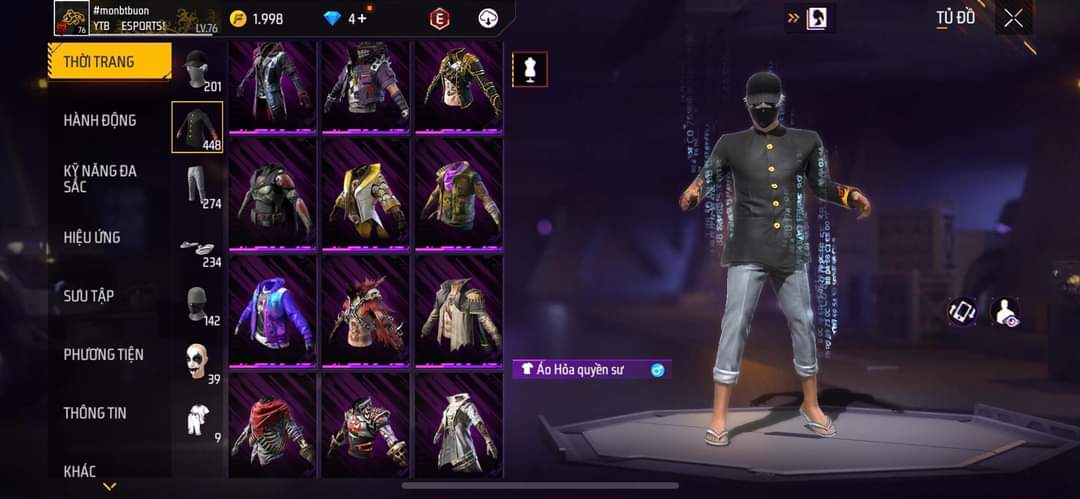 #monbtbuon
YTB ESPORTS!
LV.76
76
1.998
4+
E
TỦ ĐỒ
THỜI TRANG
HÀNH ĐỘNG
KỸ NĂNG ĐA
SẮC
HIỆU ỨNG
SƯU TẬP
PHƯƠNG TIỆN
THÔNG TIN
KHÁC
201
448
274
234
142
39
9
Áo Hỏa quyền sư